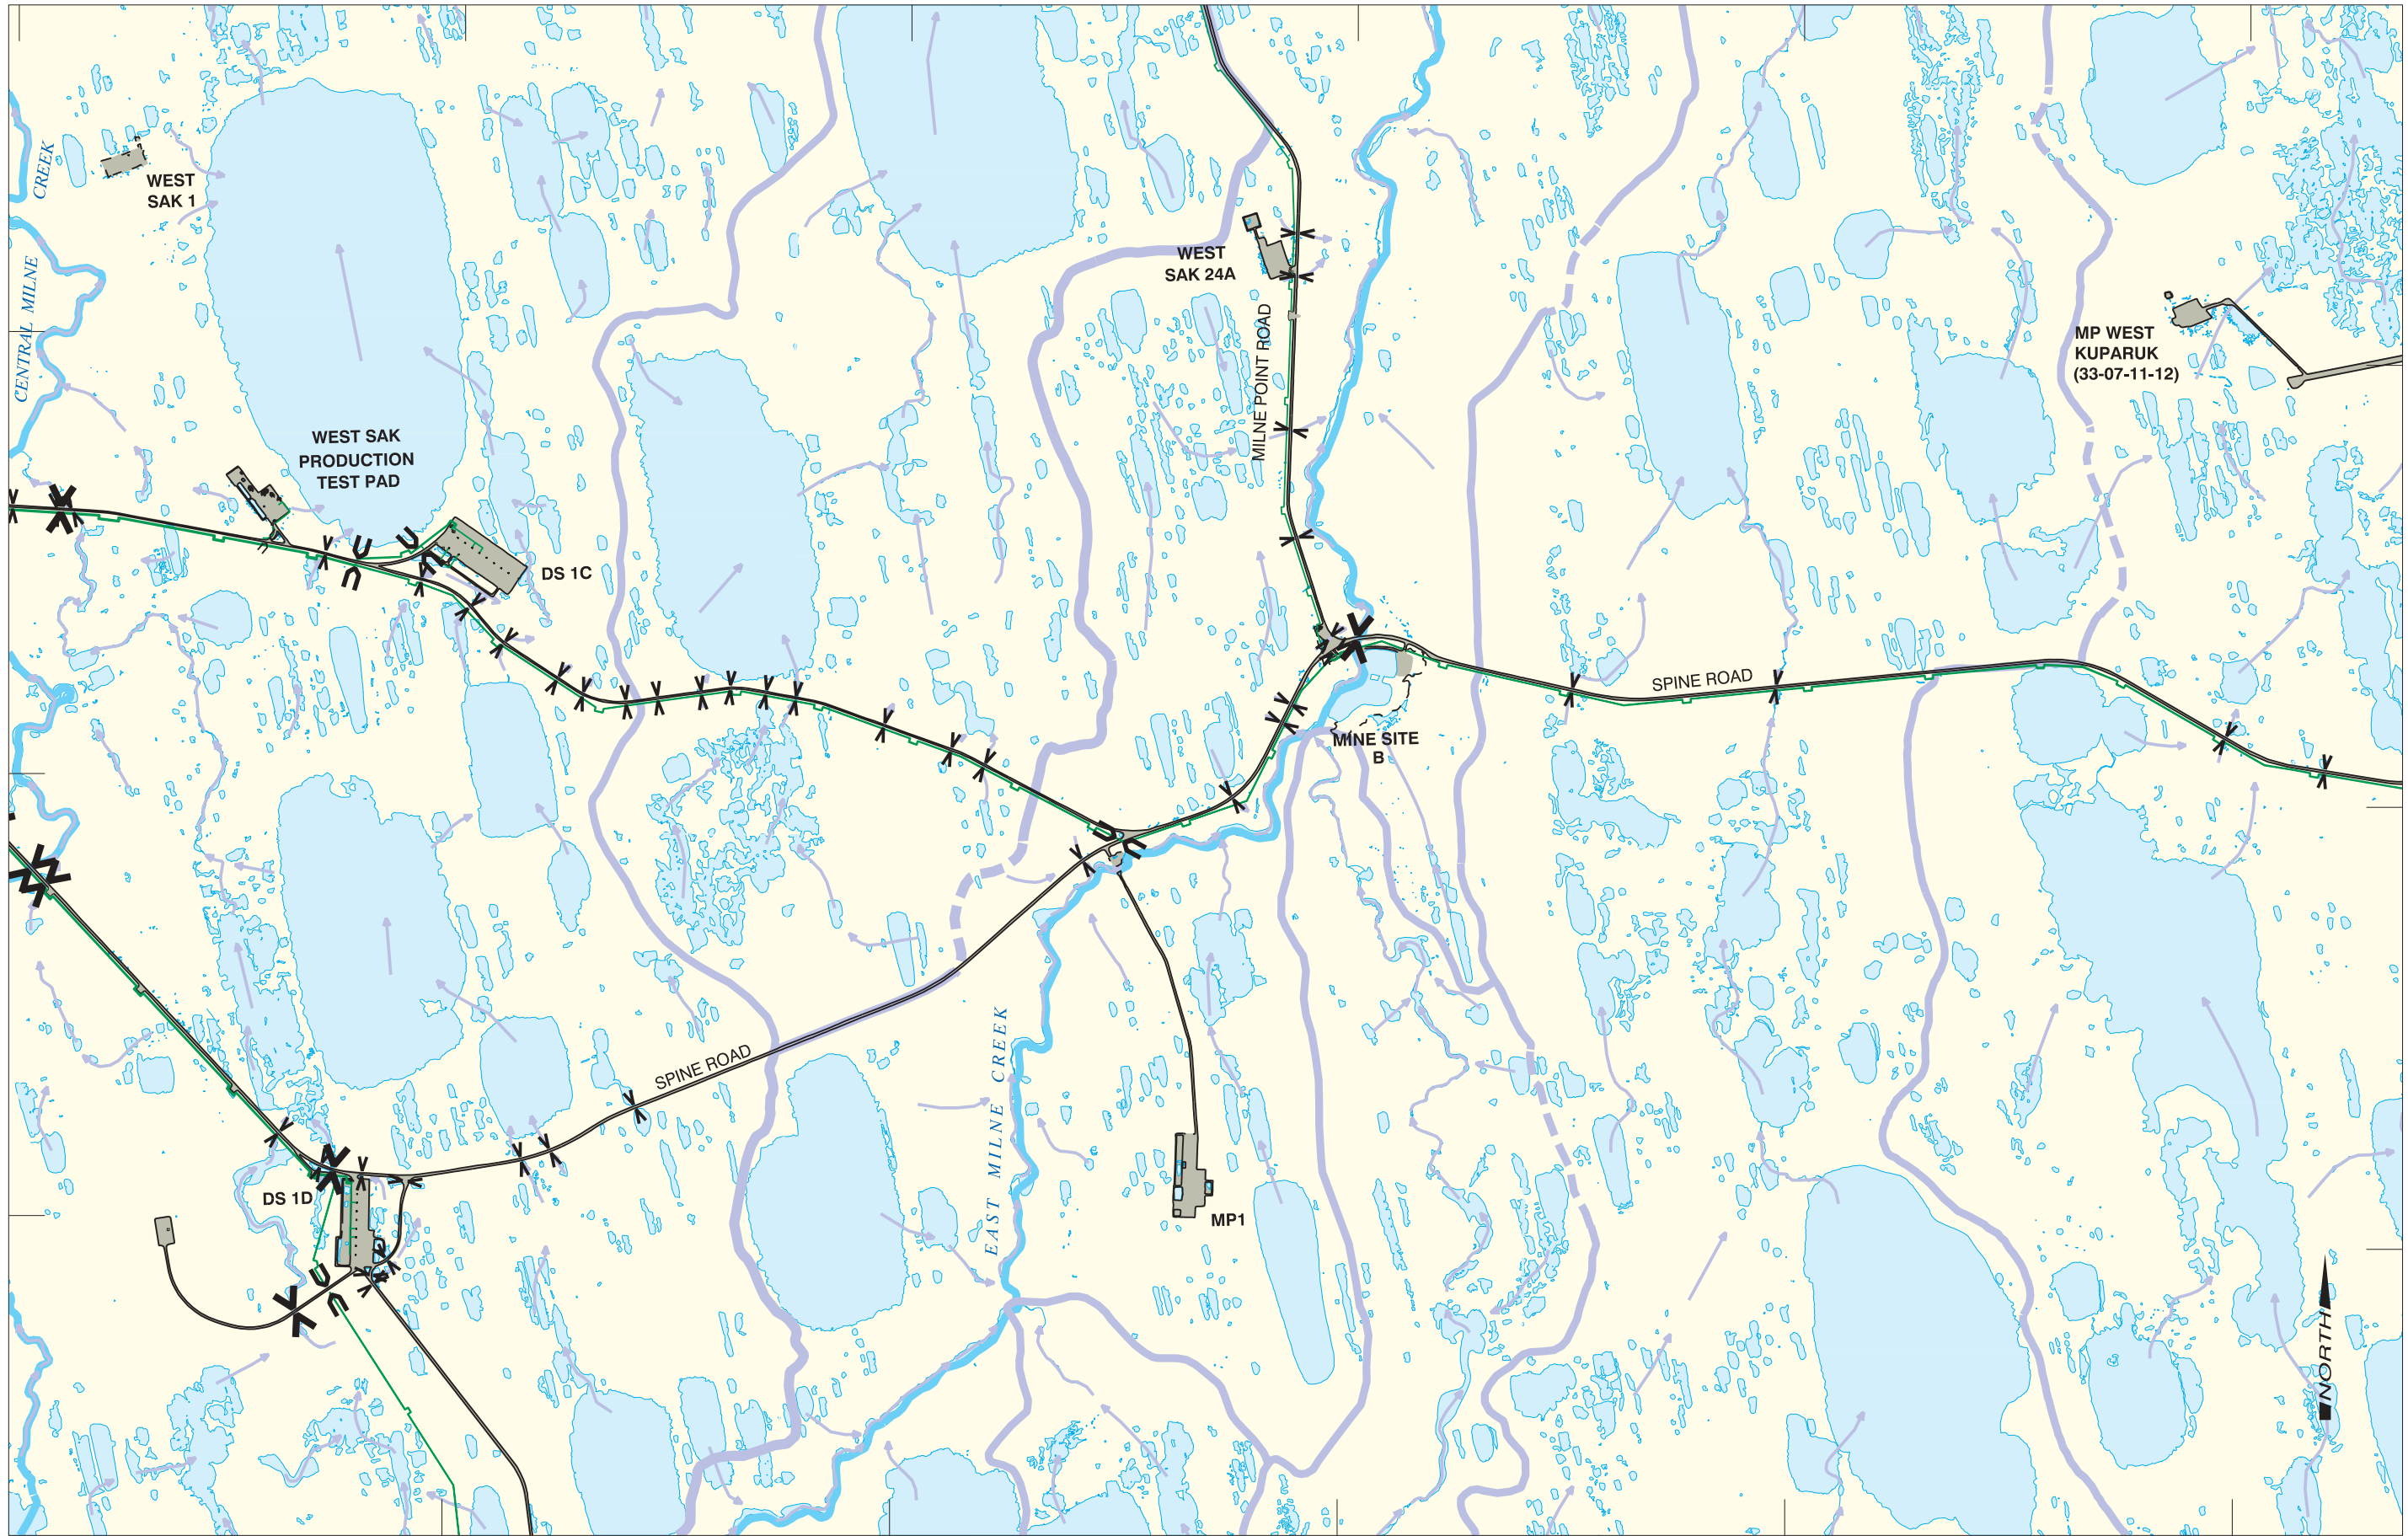 CREEK
CENTRAL MILNE
WEST
SAK 1
WEST
SAK 24A
MILNE POINT ROAD
MP WEST
KUPARUK
(33-07-11-12)
WEST SAK
PRODUCTION
TEST PAD
DS 1C
SPINE ROAD
MINE SITE
B
SPINE ROAD
EAST MILNE CREEK
DS 1D
MP1
NORTH